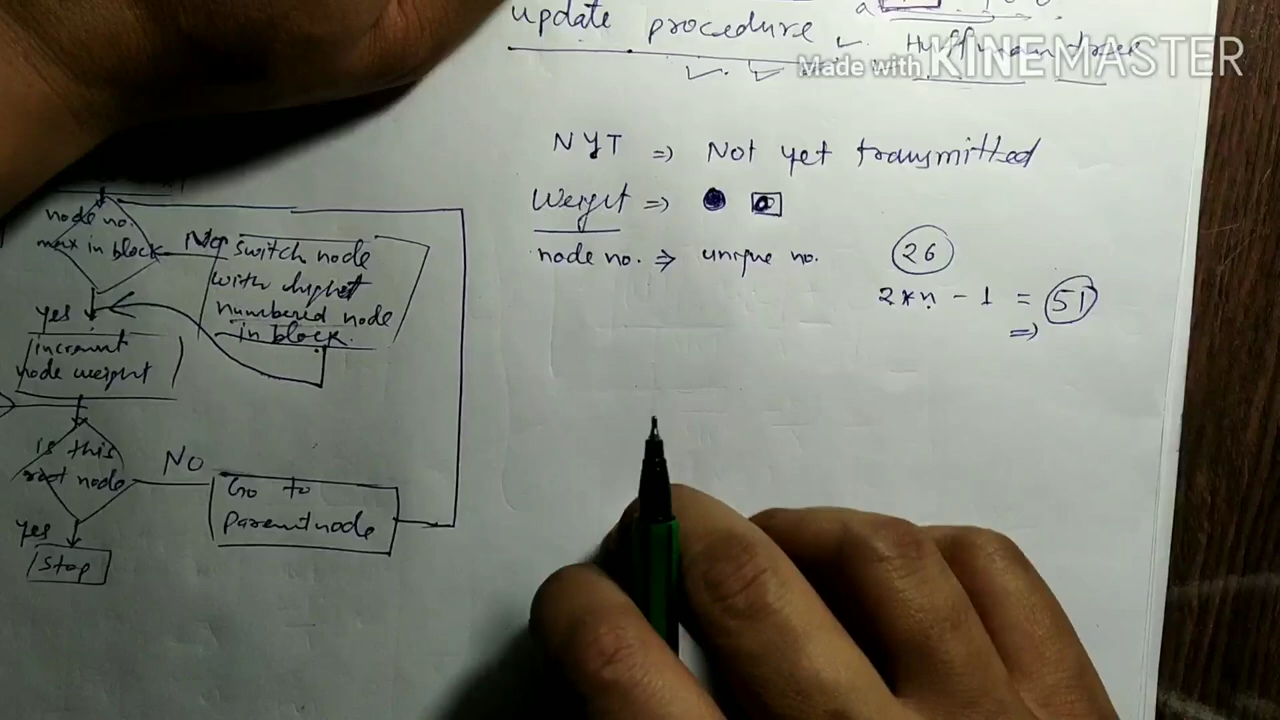 update procedure
Huffman tree
Made with KINEMASTER
NYT => Not yet transmitted
Weight =>
node no. => unique no.
26
2*n - 1 = 51
=>
node no.
max in block
No
switch node
with highest
numbered node
in block.
yes
increment
node weight
is this
root node
No
Go to
Parent node
yes
Stop